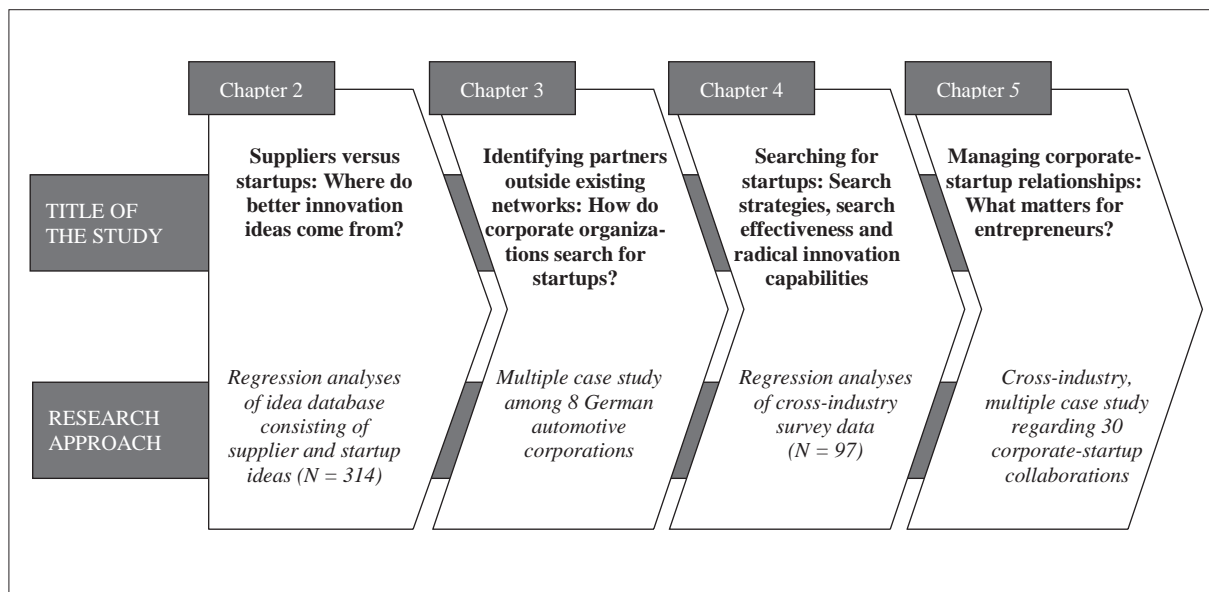 Chapter 2
Chapter 3
Chapter 4
Chapter 5
TITLE OF
THE STUDY
Suppliers versus
startups: Where do
better innovation
ideas come from?
Identifying partners
outside existing
networks: How do
corporate organiza-
tions search for
startups?
Searching for
startups: Search
strategies, search
effectiveness and
radical innovation
capabilities
Managing corporate-
startup relationships:
What matters for
entrepreneurs?
RESEARCH
APPROACH
Regression analyses
of idea database
consisting of
supplier and startup
ideas (N = 314)
Multiple case study
among 8 German
automotive
corporations
Regression analyses
of cross-industry
survey data
(N = 97)
Cross-industry,
multiple case study
regarding 30
corporate-startup
collaborations